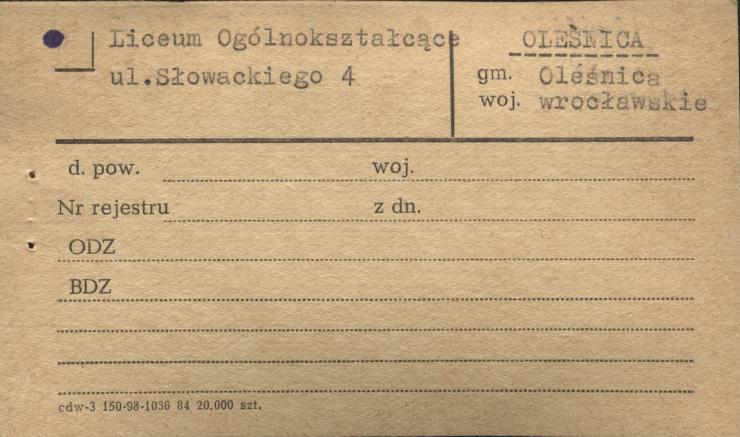 Liceum Ogólnokształcące
ul.Słowackiego 4
OLEŚNICA
gm. Oleśnica
woj. wrocławskie
d. pow. woj.
Nr rejestru z dn.
ODZ
BDZ
cdw-3 150-98-1036 84 20.000 szt.